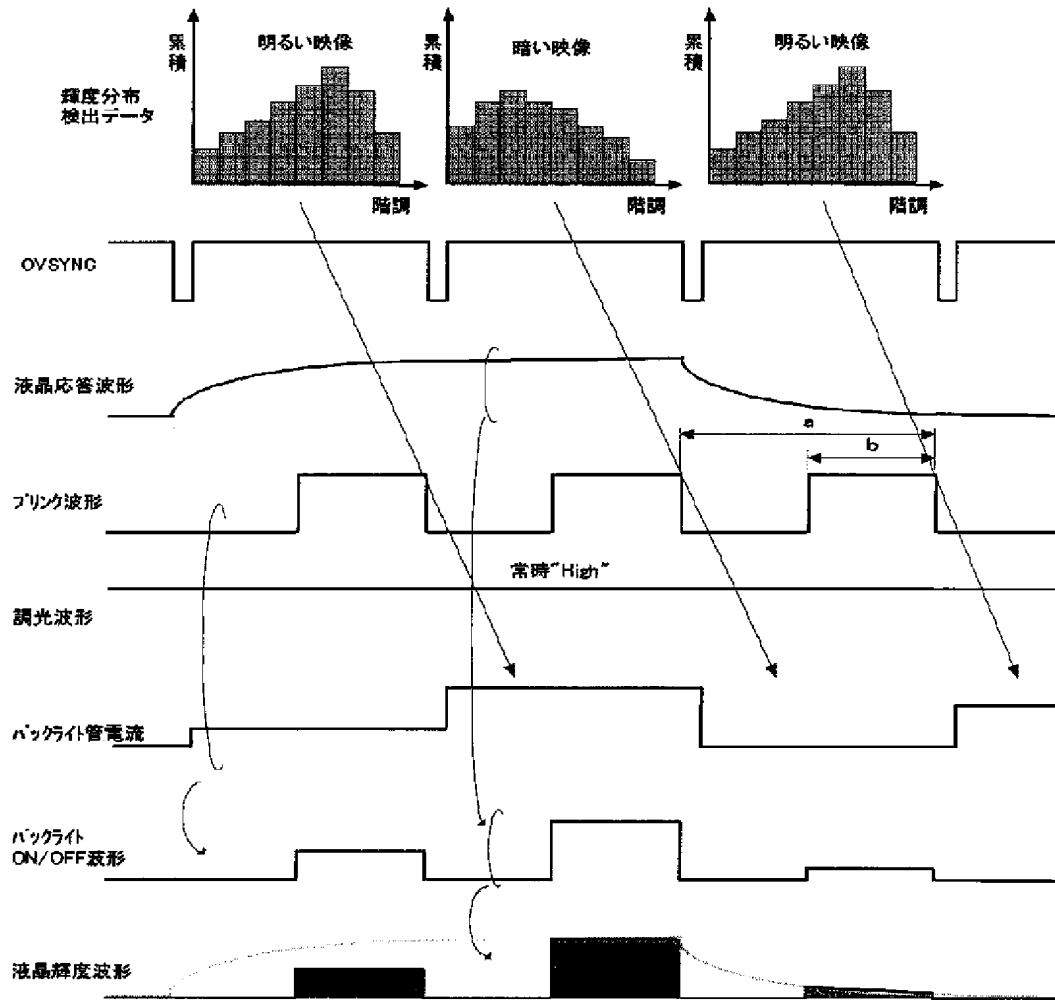 累積
明るい映像
累積
暗い映像
累積
明るい映像
輝度分布
検出データ
階調
階調
階調
OVSYNC
液晶応答波形
a
b
ブリンク波形
常時"High"
調光波形
バックライト管電流
バックライト
ON/OFF波形
液晶輝度波形